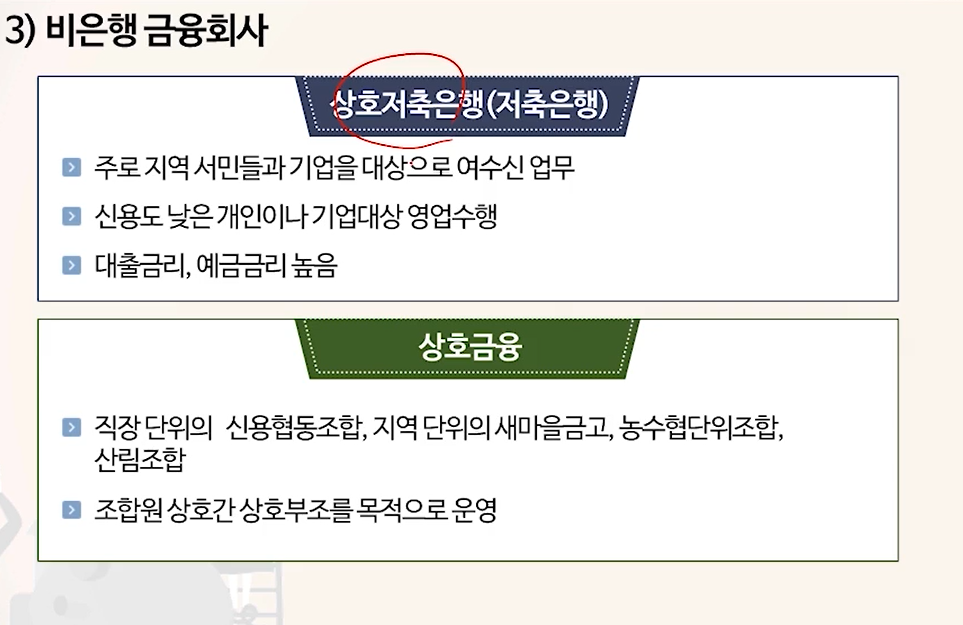 3) 비은행 금융회사
상호저축은행(저축은행)
주로 지역 서민들과 기업을 대상으로 여수신 업무
신용도 낮은 개인이나 기업대상 영업수행
대출금리, 예금금리 높음
상호금융
직장 단위의 신용협동조합, 지역 단위의 새마을금고, 농수협단위조합,
산림조합
조합원 상호간 상호부조를 목적으로 운영